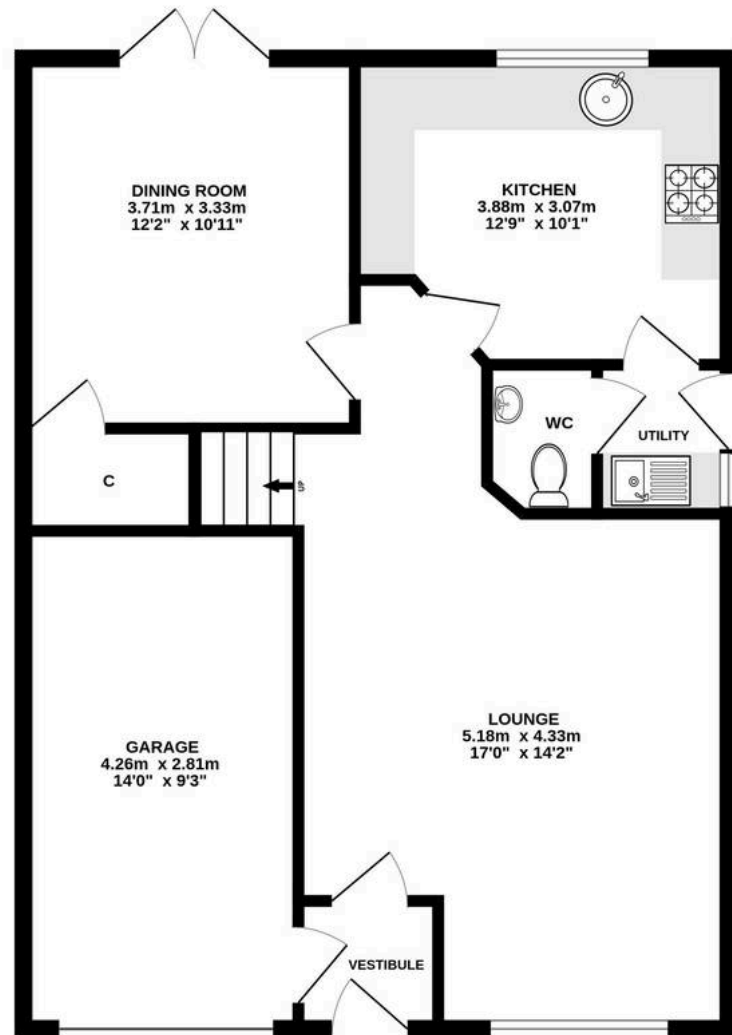 DINING ROOM
3.71m x 3.33m
12'2" x 10'11"
KITCHEN
3.88m x 3.07m
12'9" x 10'1"
WC
UTILITY
C
UP
LOUNGE
5.18m x 4.33m
17'0" x 14'2"
GARAGE
4.26m x 2.81m
14'0" x 9'3"
VESTIBULE